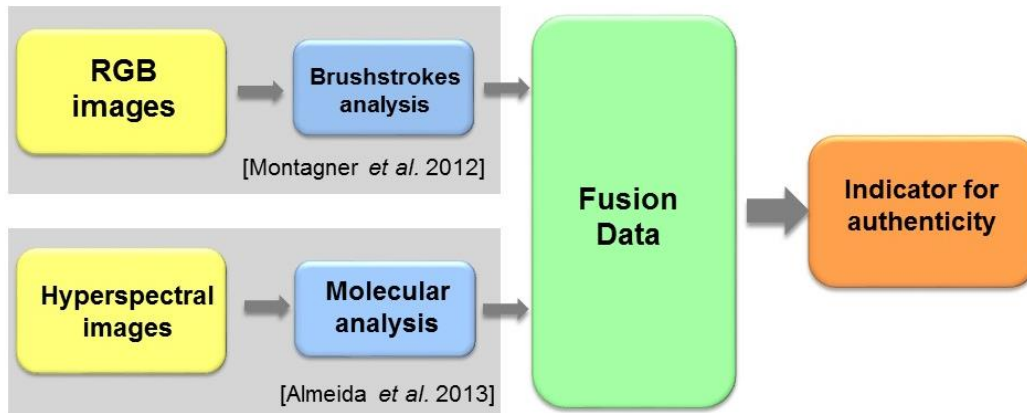 RGB
images
Brushstrokes
analysis
[Montagner et al. 2012]
Hyperspectral
images
Molecular
analysis
[Almeida et al. 2013]
Fusion
Data
Indicator for
authenticity